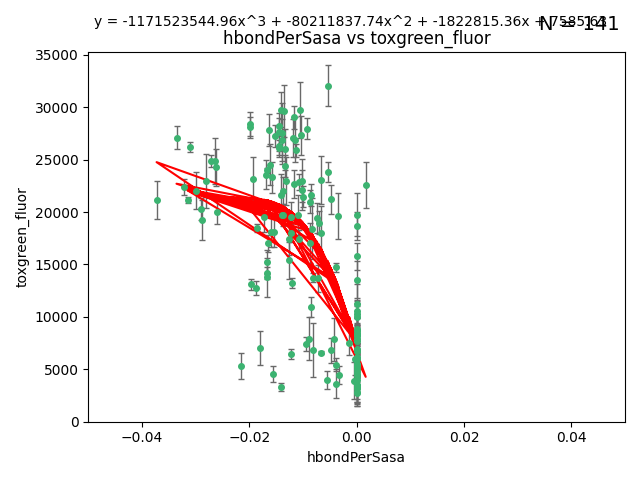 y = -1171523544.96x^3 + -80211837.74x^2 + -1822815.36x + 7585.63
N = 141
hbondPerSasa vs toxgreen_fluor
35000
30000
25000
20000
15000
10000
5000
0
toxgreen_fluor
−0.04
−0.02
0.00
0.02
0.04
hbondPerSasa